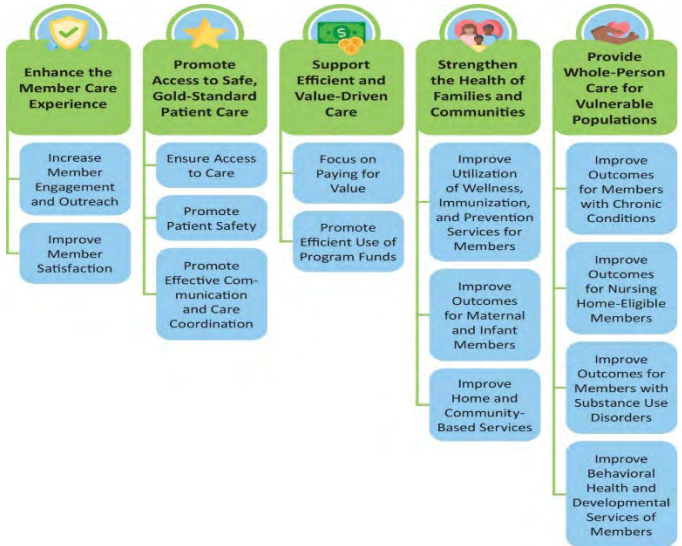 Enhance the
Member Care
Experience
Increase
Member
Engagement
and Outreach
Improve
Member
Satisfaction
Promote
Access to Safe,
Gold-Standard
Patient Care
Ensure Access
to Care
Promote
Patient Safety
Promote
Effective Com-
munication
and Care
Coordination
Support
Efficient and
Value-Driven
Care
Focus on
Paying for
Value
Promote
Efficient Use of
Program Funds
Strengthen
the Health of
Families and
Communities
Improve
Utilization
of Wellness,
Immunization,
and Prevention
Services for
Members
Improve
Outcomes
for Maternal
and Infant
Members
Improve
Home and
Community-
Based Services
Provide
Whole-Person
Care for
Vulnerable
Populations
Improve
Outcomes
for Members
with Chronic
Conditions
Improve
Outcomes
for Nursing
Home-Eligible
Members
Improve
Outcomes for
Members with
Substance Use
Disorders
Improve
Behavioral
Health and
Developmental
Services of
Members